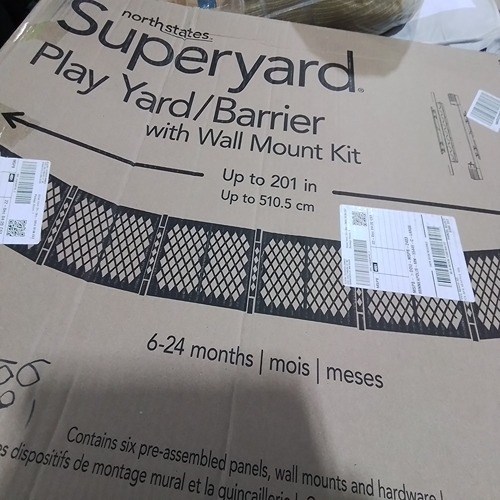 northstates
Superyard
Play Yard/Barrier
with Wall Mount Kit
Up to 201 in
Up to 510.5 cm
6-24 months | mois | meses
Contains six pre-assembled panels, wall mounts and hardware
dispositifs de montage mural et la quincaillerie